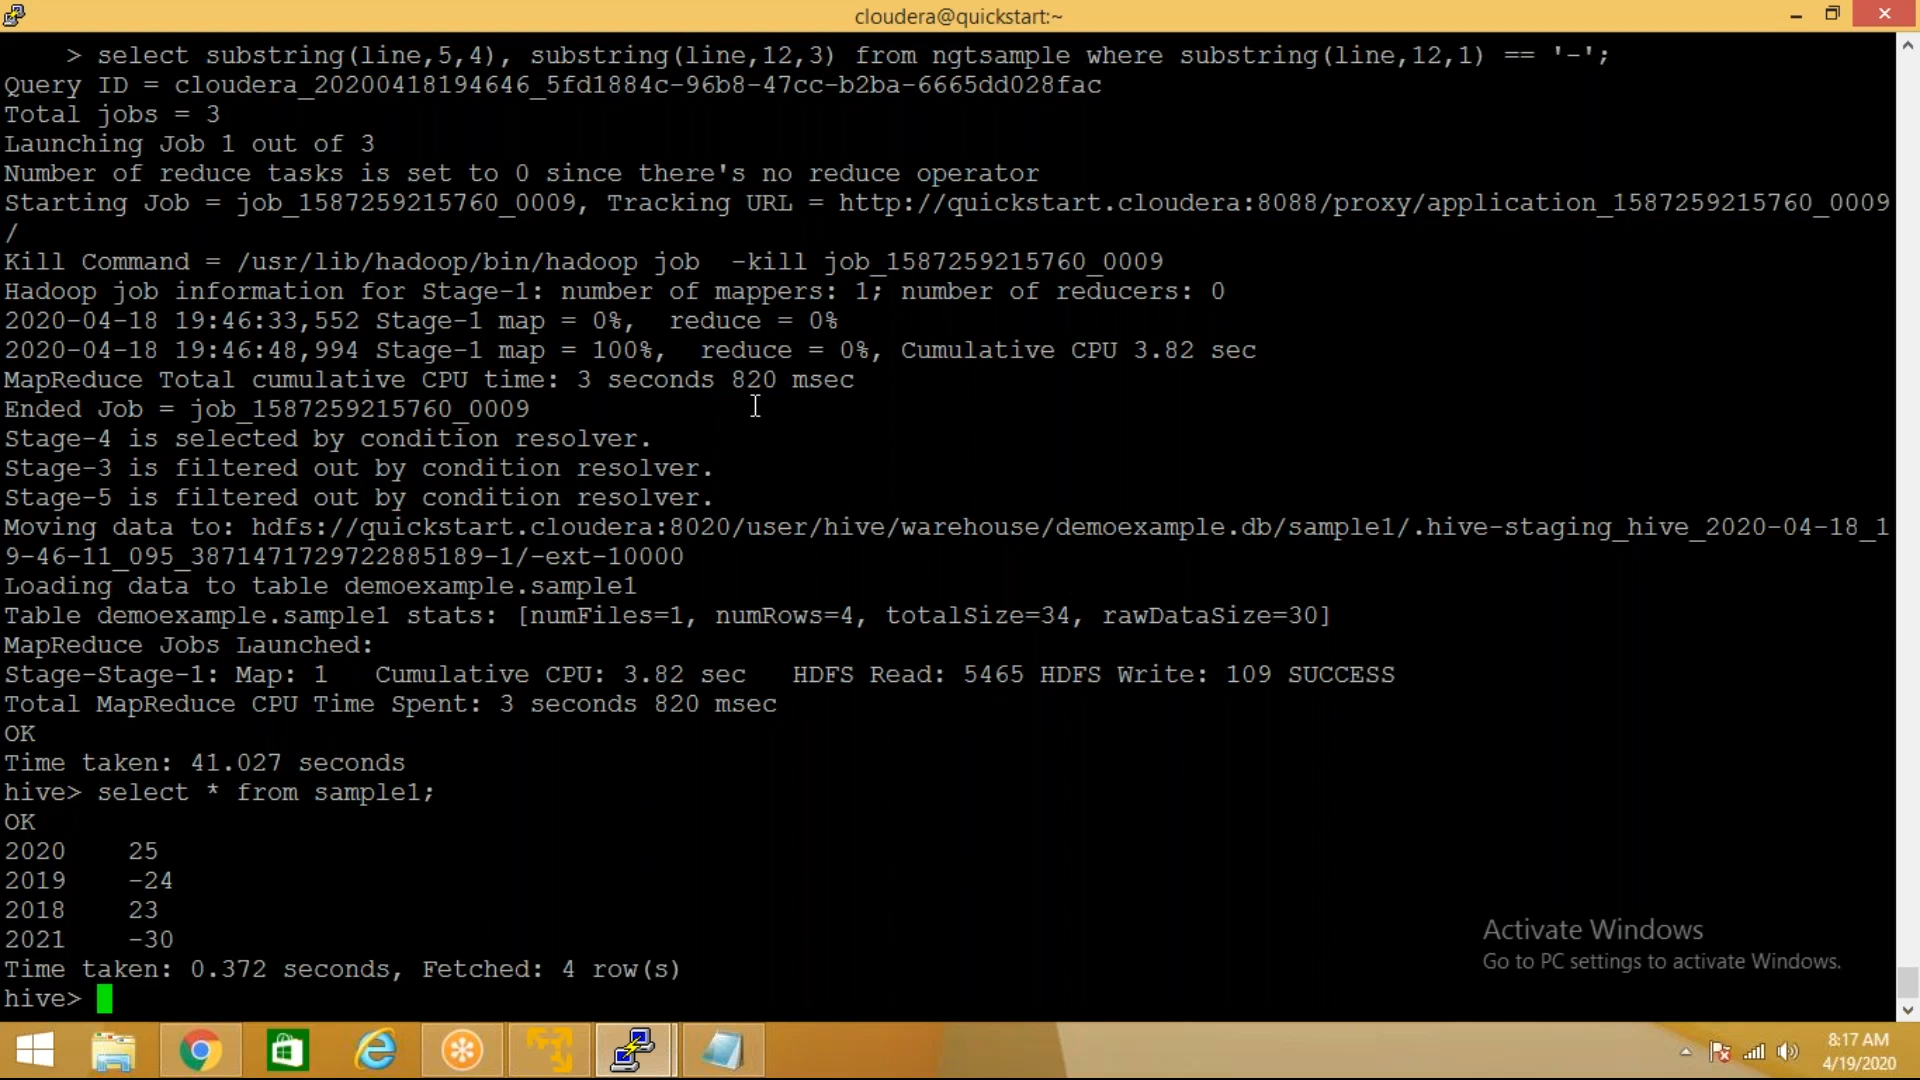 cloudera@quickstart:~
> select substring(line,5,4), substring(line,12,3) from ngtsample where substring(line,12,1) == '-';
Query ID = cloudera_20200418194646_5fd1884c-96b8-47cc-b2ba-6665dd028fac
Total jobs = 3
Launching Job 1 out of 3
Number of reduce tasks is set to 0 since there's no reduce operator
Starting Job = job_1587259215760_0009, Tracking URL = http://quickstart.cloudera:8088/proxy/application_1587259215760_0009
/
Kill Command = /usr/lib/hadoop/bin/hadoop job  -kill job_1587259215760_0009
Hadoop job information for Stage-1: number of mappers: 1; number of reducers: 0
2020-04-18 19:46:33,552 Stage-1 map = 0%,  reduce = 0%
2020-04-18 19:46:48,994 Stage-1 map = 100%,  reduce = 0%, Cumulative CPU 3.82 sec
MapReduce Total cumulative CPU time: 3 seconds 820 msec
Ended Job = job_1587259215760_0009
Stage-4 is selected by condition resolver.
Stage-3 is filtered out by condition resolver.
Stage-5 is filtered out by condition resolver.
Moving data to: hdfs://quickstart.cloudera:8020/user/hive/warehouse/demoexample.db/sample1/.hive-staging_hive_2020-04-18_1
9-46-11_095_3871471729722885189-1/-ext-10000
Loading data to table demoexample.sample1
Table demoexample.sample1 stats: [numFiles=1, numRows=4, totalSize=34, rawDataSize=30]
MapReduce Jobs Launched:
Stage-Stage-1: Map: 1   Cumulative CPU: 3.82 sec   HDFS Read: 5465 HDFS Write: 109 SUCCESS
Total MapReduce CPU Time Spent: 3 seconds 820 msec
OK
Time taken: 41.027 seconds
hive> select * from sample1;
OK
2020    25
2019    -24
2018    23
2021    -30
Time taken: 0.372 seconds, Fetched: 4 row(s)
hive>
Activate Windows
Go to PC settings to activate Windows.
8:17 AM
4/19/2020